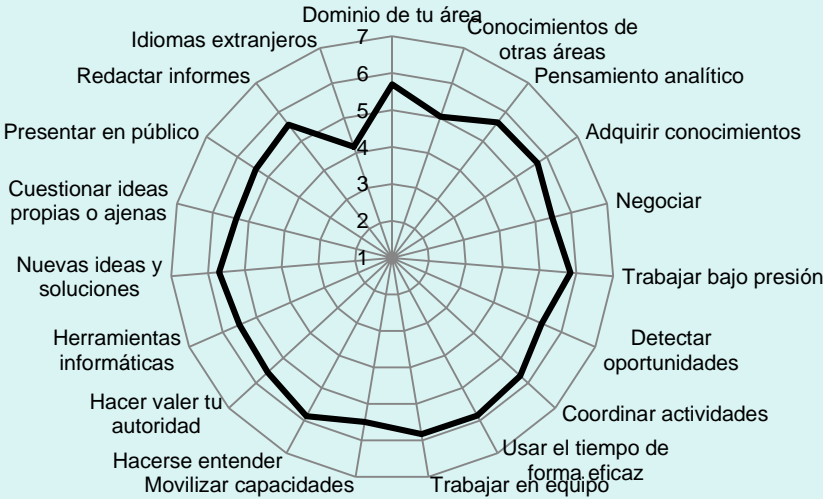 Dominio de tu área
Conocimientos de
otras áreas
Pensamiento analítico
Adquirir conocimientos
Negociar
Trabajar bajo presión
Detectar
oportunidades
Coordinar actividades
Usar el tiempo de
forma eficaz
Trabajar en equipo
Movilizar capacidades
Hacerse entender
Hacer valer tu
autoridad
Herramientas
informáticas
Nuevas ideas y
soluciones
Cuestionar ideas
propias o ajenas
Presentar en público
Redactar informes
Idiomas extranjeros
7
6
5
4
3
2
1